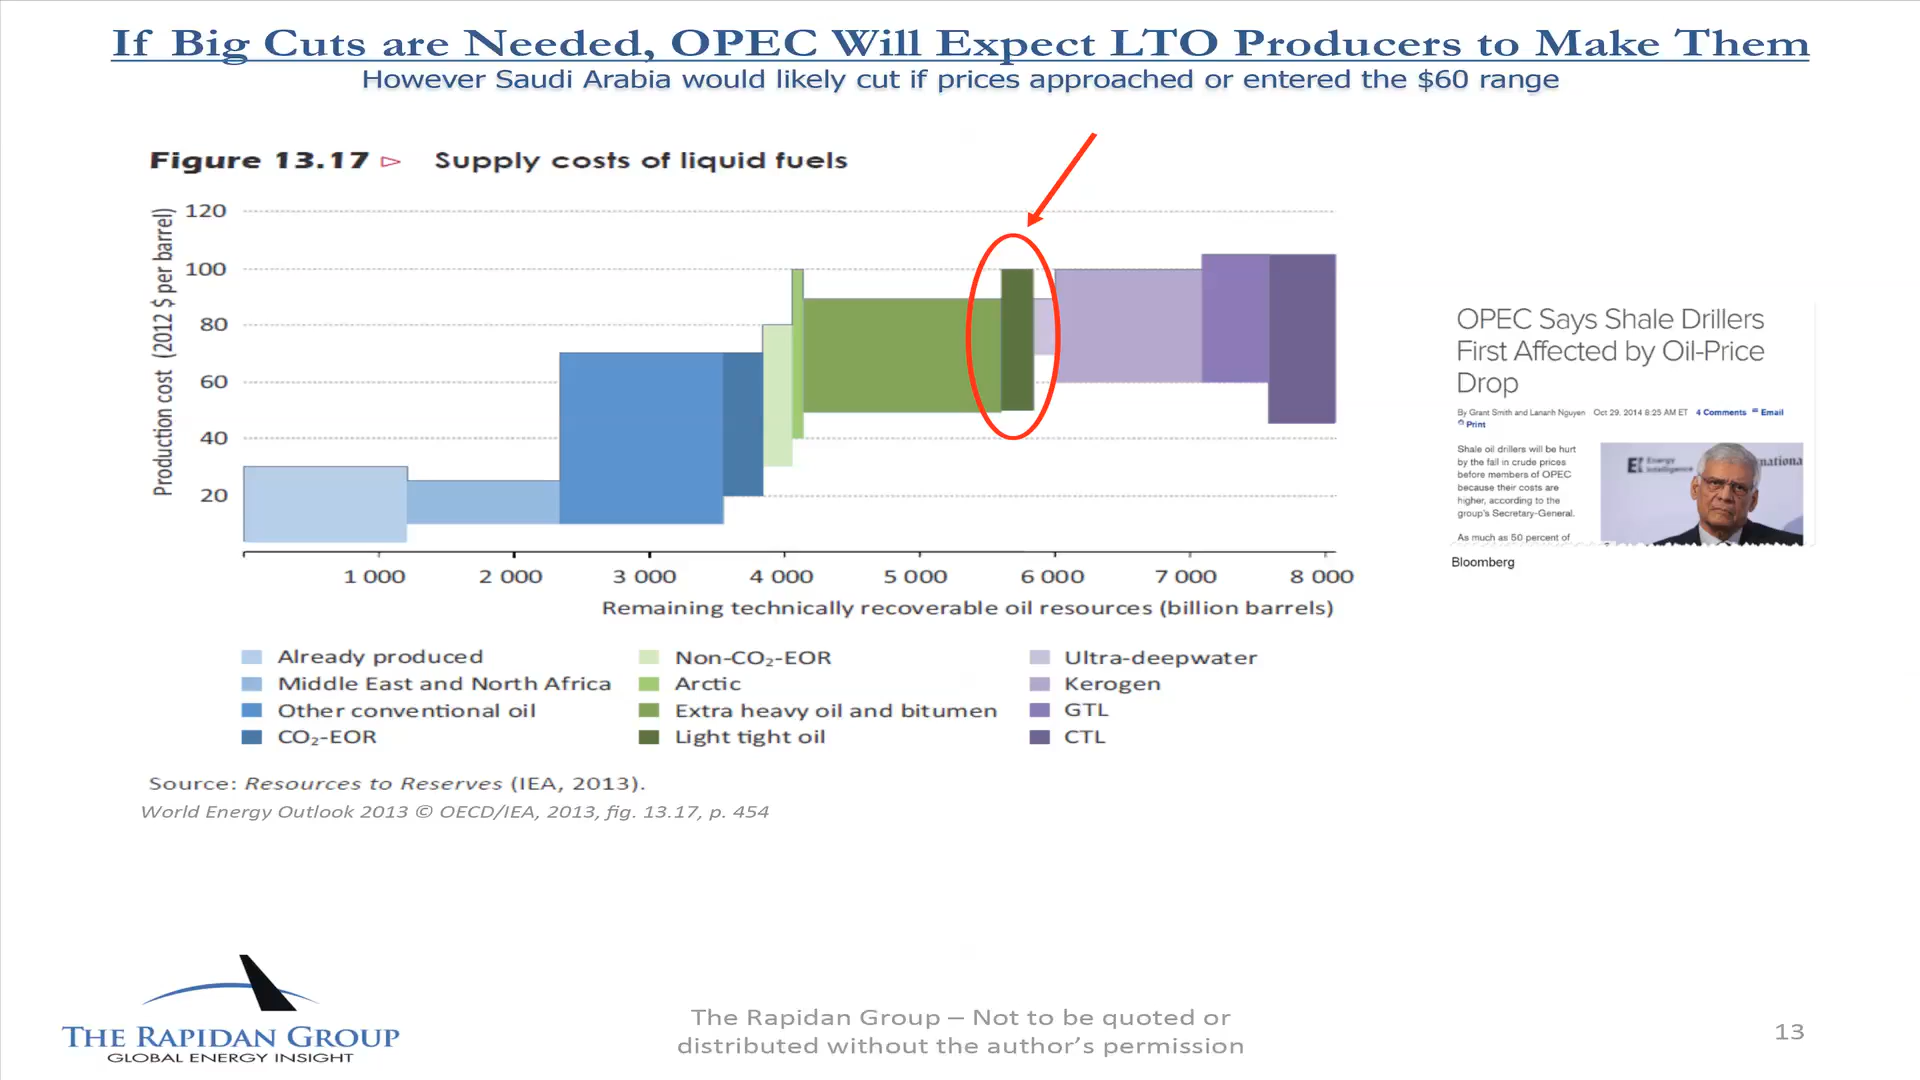 If Big Cuts are Needed, OPEC Will Expect LTO Producers to Make Them
However Saudi Arabia would likely cut if prices approached or entered the $60 range
Figure 13.17 ▷ Supply costs of liquid fuels
Production cost (2012 $ per barrel)
120
100
80
60
40
20
1 000 2 000 3 000 4 000 5 000 6 000 7 000 8 000
Remaining technically recoverable oil resources (billion barrels)
Already produced
Middle East and North Africa
Other conventional oil
CO₂-EOR
Non-CO₂-EOR
Arctic
Extra heavy oil and bitumen
Light tight oil
Ultra-deepwater
Kerogen
GTL
CTL
Source: Resources to Reserves (IEA, 2013).
World Energy Outlook 2013 © OECD/IEA, 2013, fig. 13.17, p. 454
OPEC Says Shale Drillers
First Affected by Oil-Price
Drop
By Grant Smith and Lananh Nguyen Oct 29, 2014 8:25 AM ET 4 Comments Email
Print
Shale oil drillers will be hurt
by the fall in crude prices
before members of OPEC
because their costs are
higher, according to the
group's Secretary-General.
As much as 50 percent of
Energy
Intelligence
nationa
Bloomberg
THE RAPIDAN GROUP
GLOBAL ENERGY INSIGHT
The Rapidan Group – Not to be quoted or
distributed without the author's permission
13